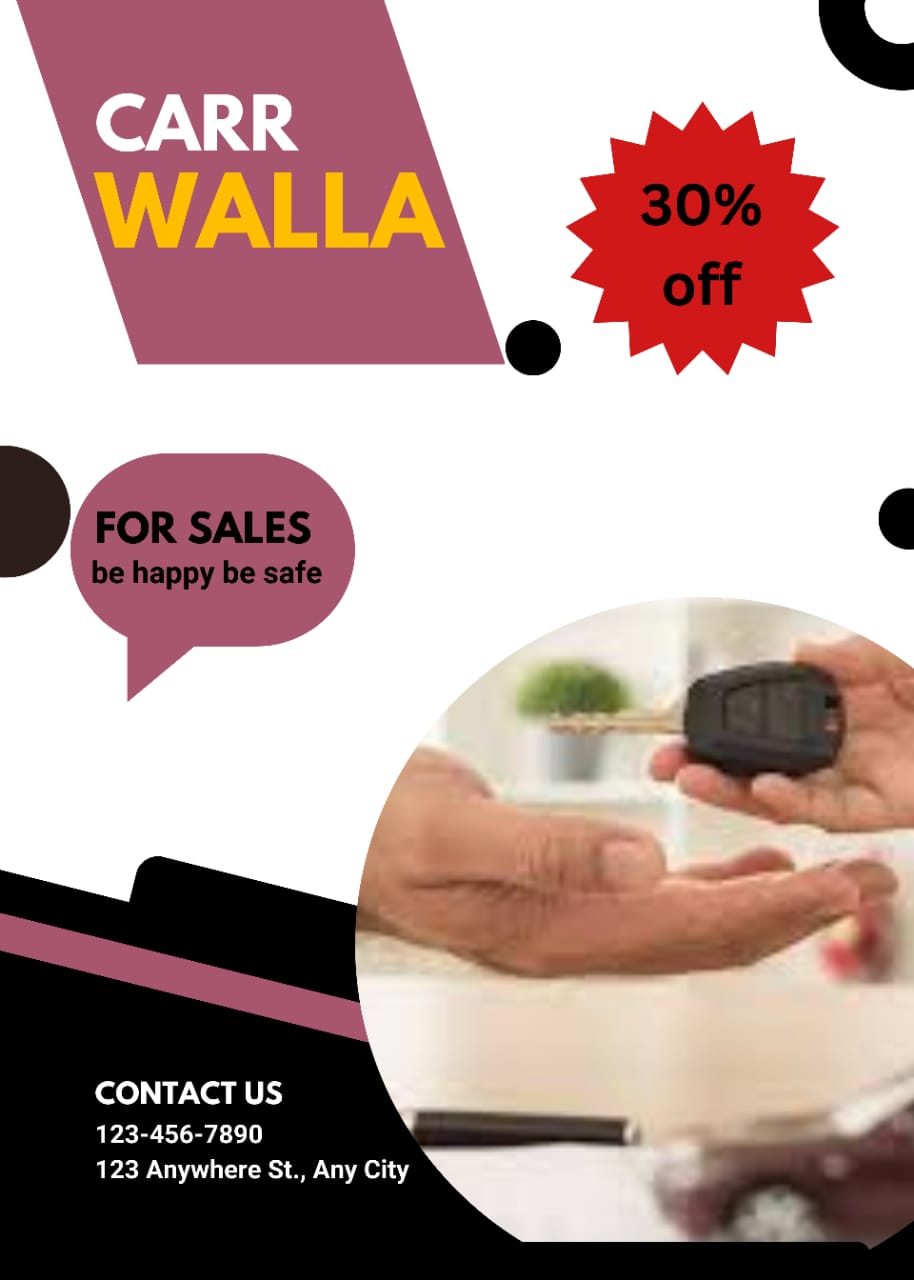 CARR
WALLA
30%
off
FOR SALES
be happy be safe
CONTACT US
123-456-7890
123 Anywhere St., Any City